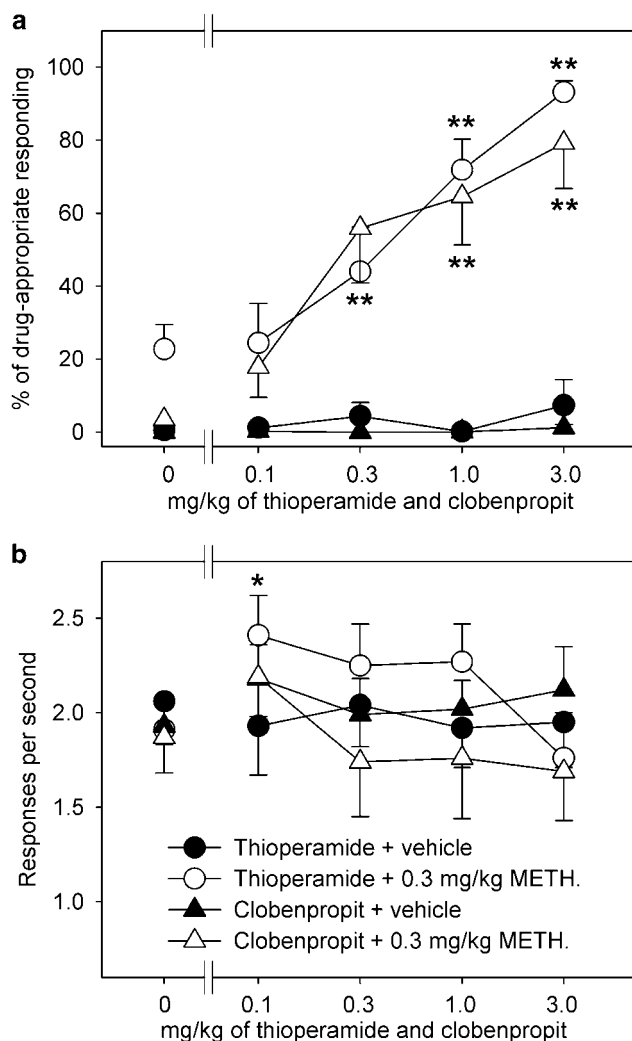 a
% of drug-appropriate responding
100
80
60
40
20
0
**
**
**
**
**
0
0.1
0.3
1.0
3.0
mg/kg of thioperamide and clobenpropit
b
Responses per second
2.5
2.0
1.5
1.0
*
Thioperamide + vehicle
Thioperamide + 0.3 mg/kg METH.
Clobenpropit + vehicle
Clobenpropit + 0.3 mg/kg METH.
0
0.1
0.3
1.0
3.0
mg/kg of thioperamide and clobenpropit